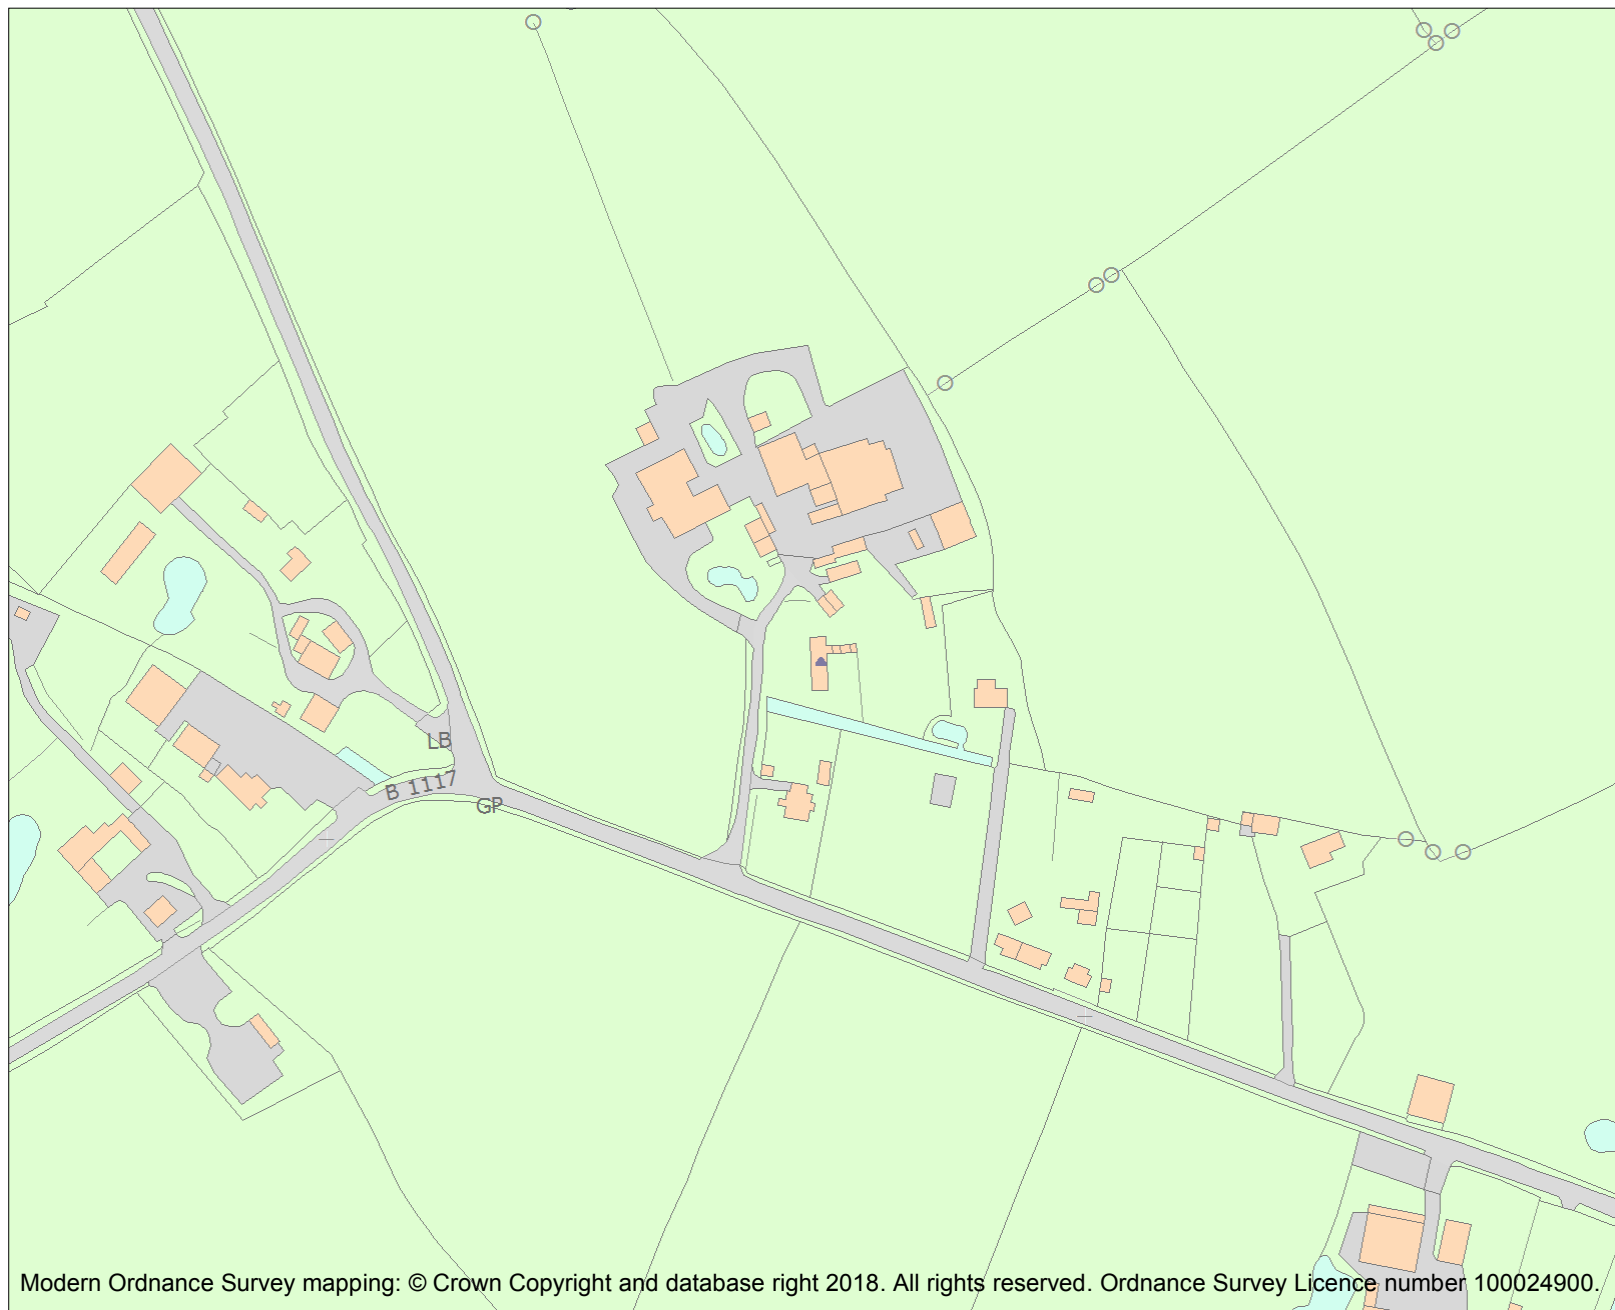 LB
B 1117
GP
Modern Ordnance Survey mapping: © Crown Copyright and database right 2018. All rights reserved. Ordnance Survey Licence number 100024900.